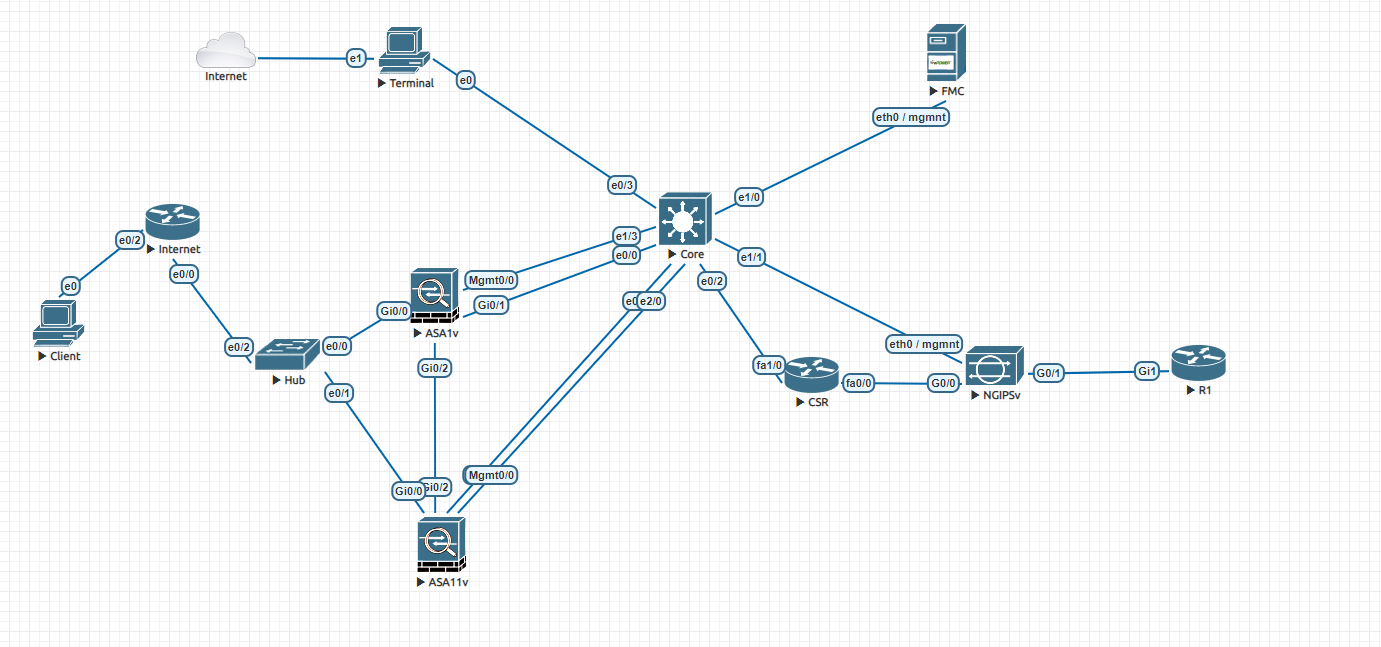 Internet
e1
Terminal
e0
FMC
eth0 / mgmnt
e0/3
e1/0
e0/2
Internet
e0/0
e1/3
e0/0
Core
e1/1
Mgmt0/0
e0/2
e0
Gi0/1
e2/0
Gi0/0
ASA1v
Client
e0/2
e0/0
eth0 / mgmnt
Hub
Gi0/2
fa1/0
G0/1
Gi1
e0/1
fa0/0
G0/0
CSR
NGIPSv
R1
Mgmt0/0
Gi0/0
Gi0/2
ASA11v